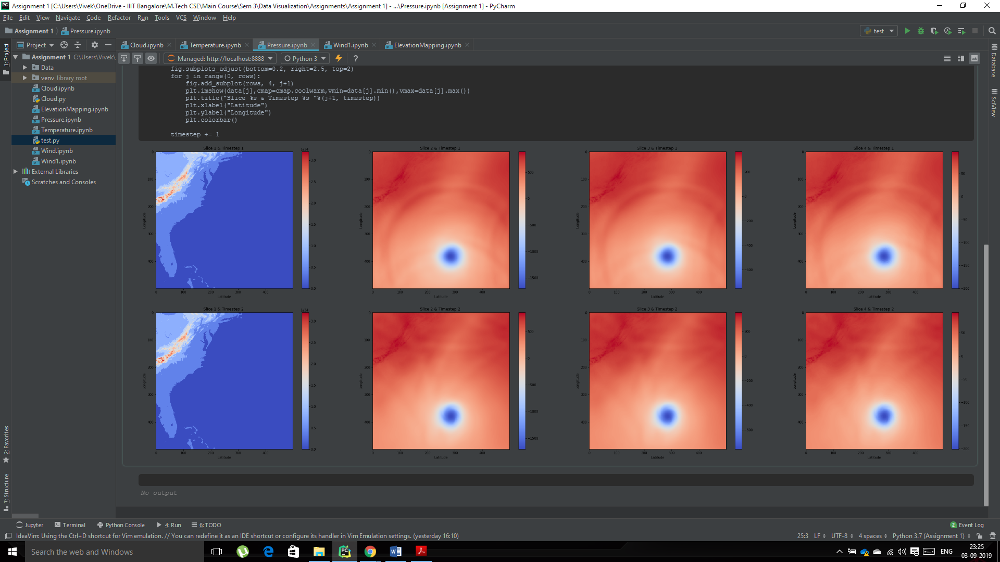 Assignment 1 [C:\Users\Vivek\OneDrive - IIIT Bangalore\M.Tech CSE\Main Course\Sem 3\Data Visualization\Assignments\Assignment 1] - ...\Pressure.ipynb [Assignment 1] - PyCharm
File Edit View Navigate Code Refactor Run Tools VCS Window Help
Assignment 1 Pressure.ipynb test
Project Cloud.ipynb Temperature.ipynb Pressure.ipynb Wind1.ipynb ElevationMapping.ipynb
Managed: http://localhost:8888 Python 3 ?
1: Project
Assignment 1 C:\Users\Vivek\
Data
venv library root
Cloud.ipynb
Cloud.py
ElevationMapping.ipynb
Pressure.ipynb
Temperature.ipynb
test.py
Wind.ipynb
Wind1.ipynb
External Libraries
Scratches and Consoles
2: Favorites
7: Structure
Database
SciView
fig.subplots_adjust(bottom=0.2, right=2.5, top=2)
for j in range(0, rows):
fig.add_subplot(rows, 4, j+1)
plt.imshow(data[j],cmap=cmap.coolwarm,vmin=data[j].min(),vmax=data[j].max())
plt.title("Slice %s & Timestep %s "%(j+1, timestep))
plt.xlabel("Latitude")
plt.ylabel("Longitude")
plt.colorbar()
timestep += 1
Slice 1 & Timestep 1
1e34
Longitude
0 100 200 300 400
0 100 200 300 400
Latitude
3.0 2.5 2.0 1.5 1.0 0.5 0.0
Slice 2 & Timestep 1
Longitude
0 100 200 300 400
0 100 200 300 400
Latitude
500 0 −500 −1000 −1500
Slice 3 & Timestep 1
Longitude
0 100 200 300 400
0 100 200 300 400
Latitude
200 0 −200 −400 −600
Slice 4 & Timestep 1
Longitude
0 100 200 300 400
0 100 200 300 400
Latitude
50 0 −50 −100 −150 −200
Slice 1 & Timestep 2
1e34
Longitude
0 100 200 300 400
0 100 200 300 400
Latitude
3.0 2.5 2.0 1.5 1.0 0.5 0.0
Slice 2 & Timestep 2
Longitude
0 100 200 300 400
0 100 200 300 400
Latitude
500 0 −500 −1000 −1500
Slice 3 & Timestep 2
Longitude
0 100 200 300 400
0 100 200 300 400
Latitude
200 0 −200 −400 −600
Slice 4 & Timestep 2
Longitude
0 100 200 300 400
0 100 200 300 400
Latitude
50 0 −50 −100 −150 −200
No output
Jupyter Terminal Python Console 4: Run 6: TODO 2 Event Log
IdeaVim: Using the Ctrl+D shortcut for Vim emulation. // You can redefine it as an IDE shortcut or configure its handler in Vim Emulation settings. (yesterday 16:10) 25:3 LF UTF-8 4 spaces Python 3.7 (Assignment 1)
Search the web and Windows
ENG
23:25
03-09-2019